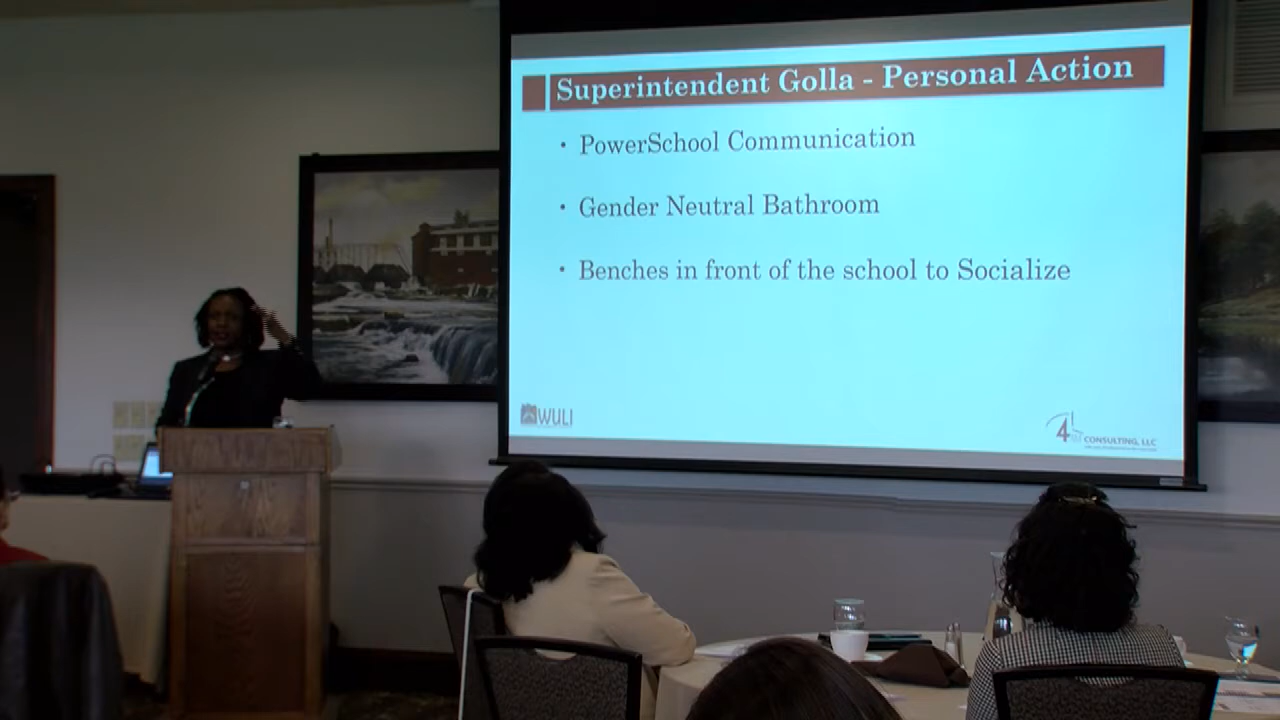 Superintendent Golla - Personal Action
• PowerSchool Communication
• Gender Neutral Bathroom
• Benches in front of the school to Socialize
WULI
4
CONSULTING, LLC